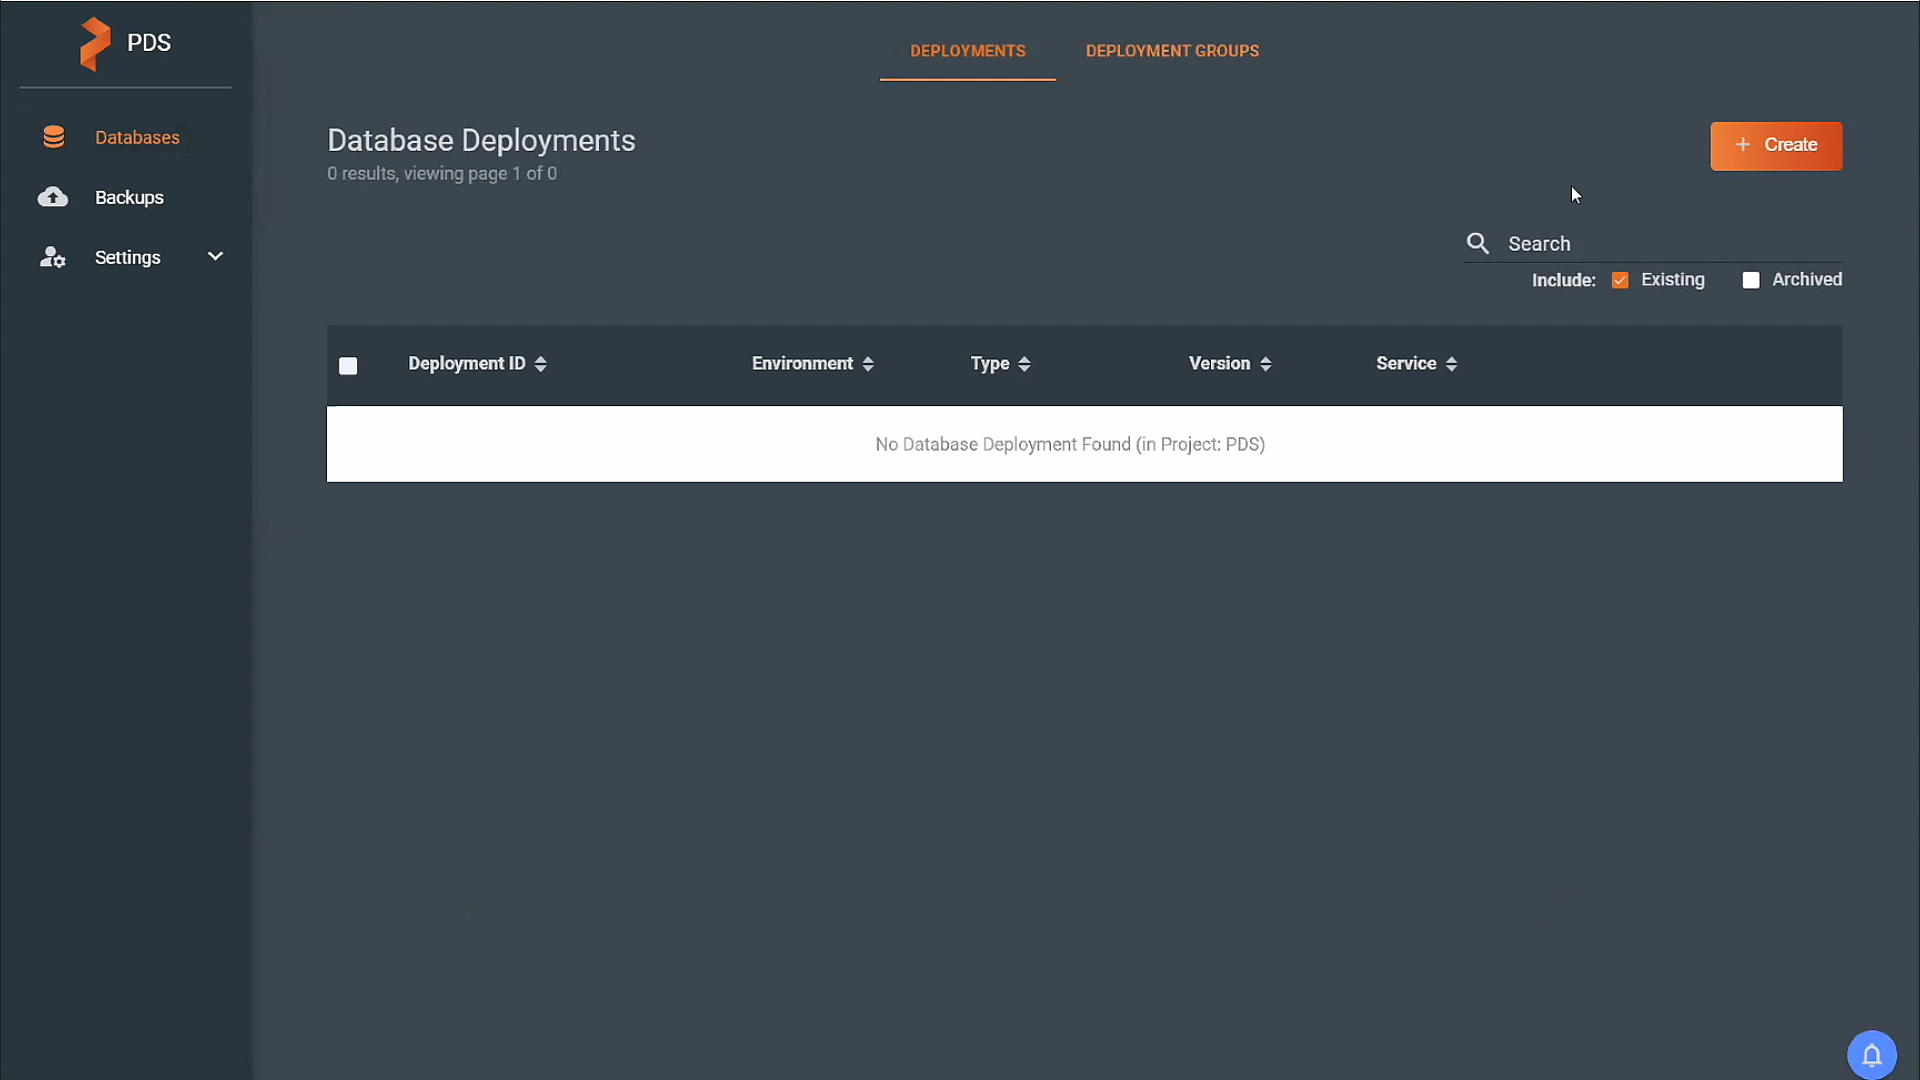 PDS
Databases
Backups
Settings
DEPLOYMENTS
DEPLOYMENT GROUPS
Database Deployments
0 results, viewing page 1 of 0
+ Create
Search
Include: Existing Archived
Deployment ID Environment Type Version Service
No Database Deployment Found (in Project: PDS)